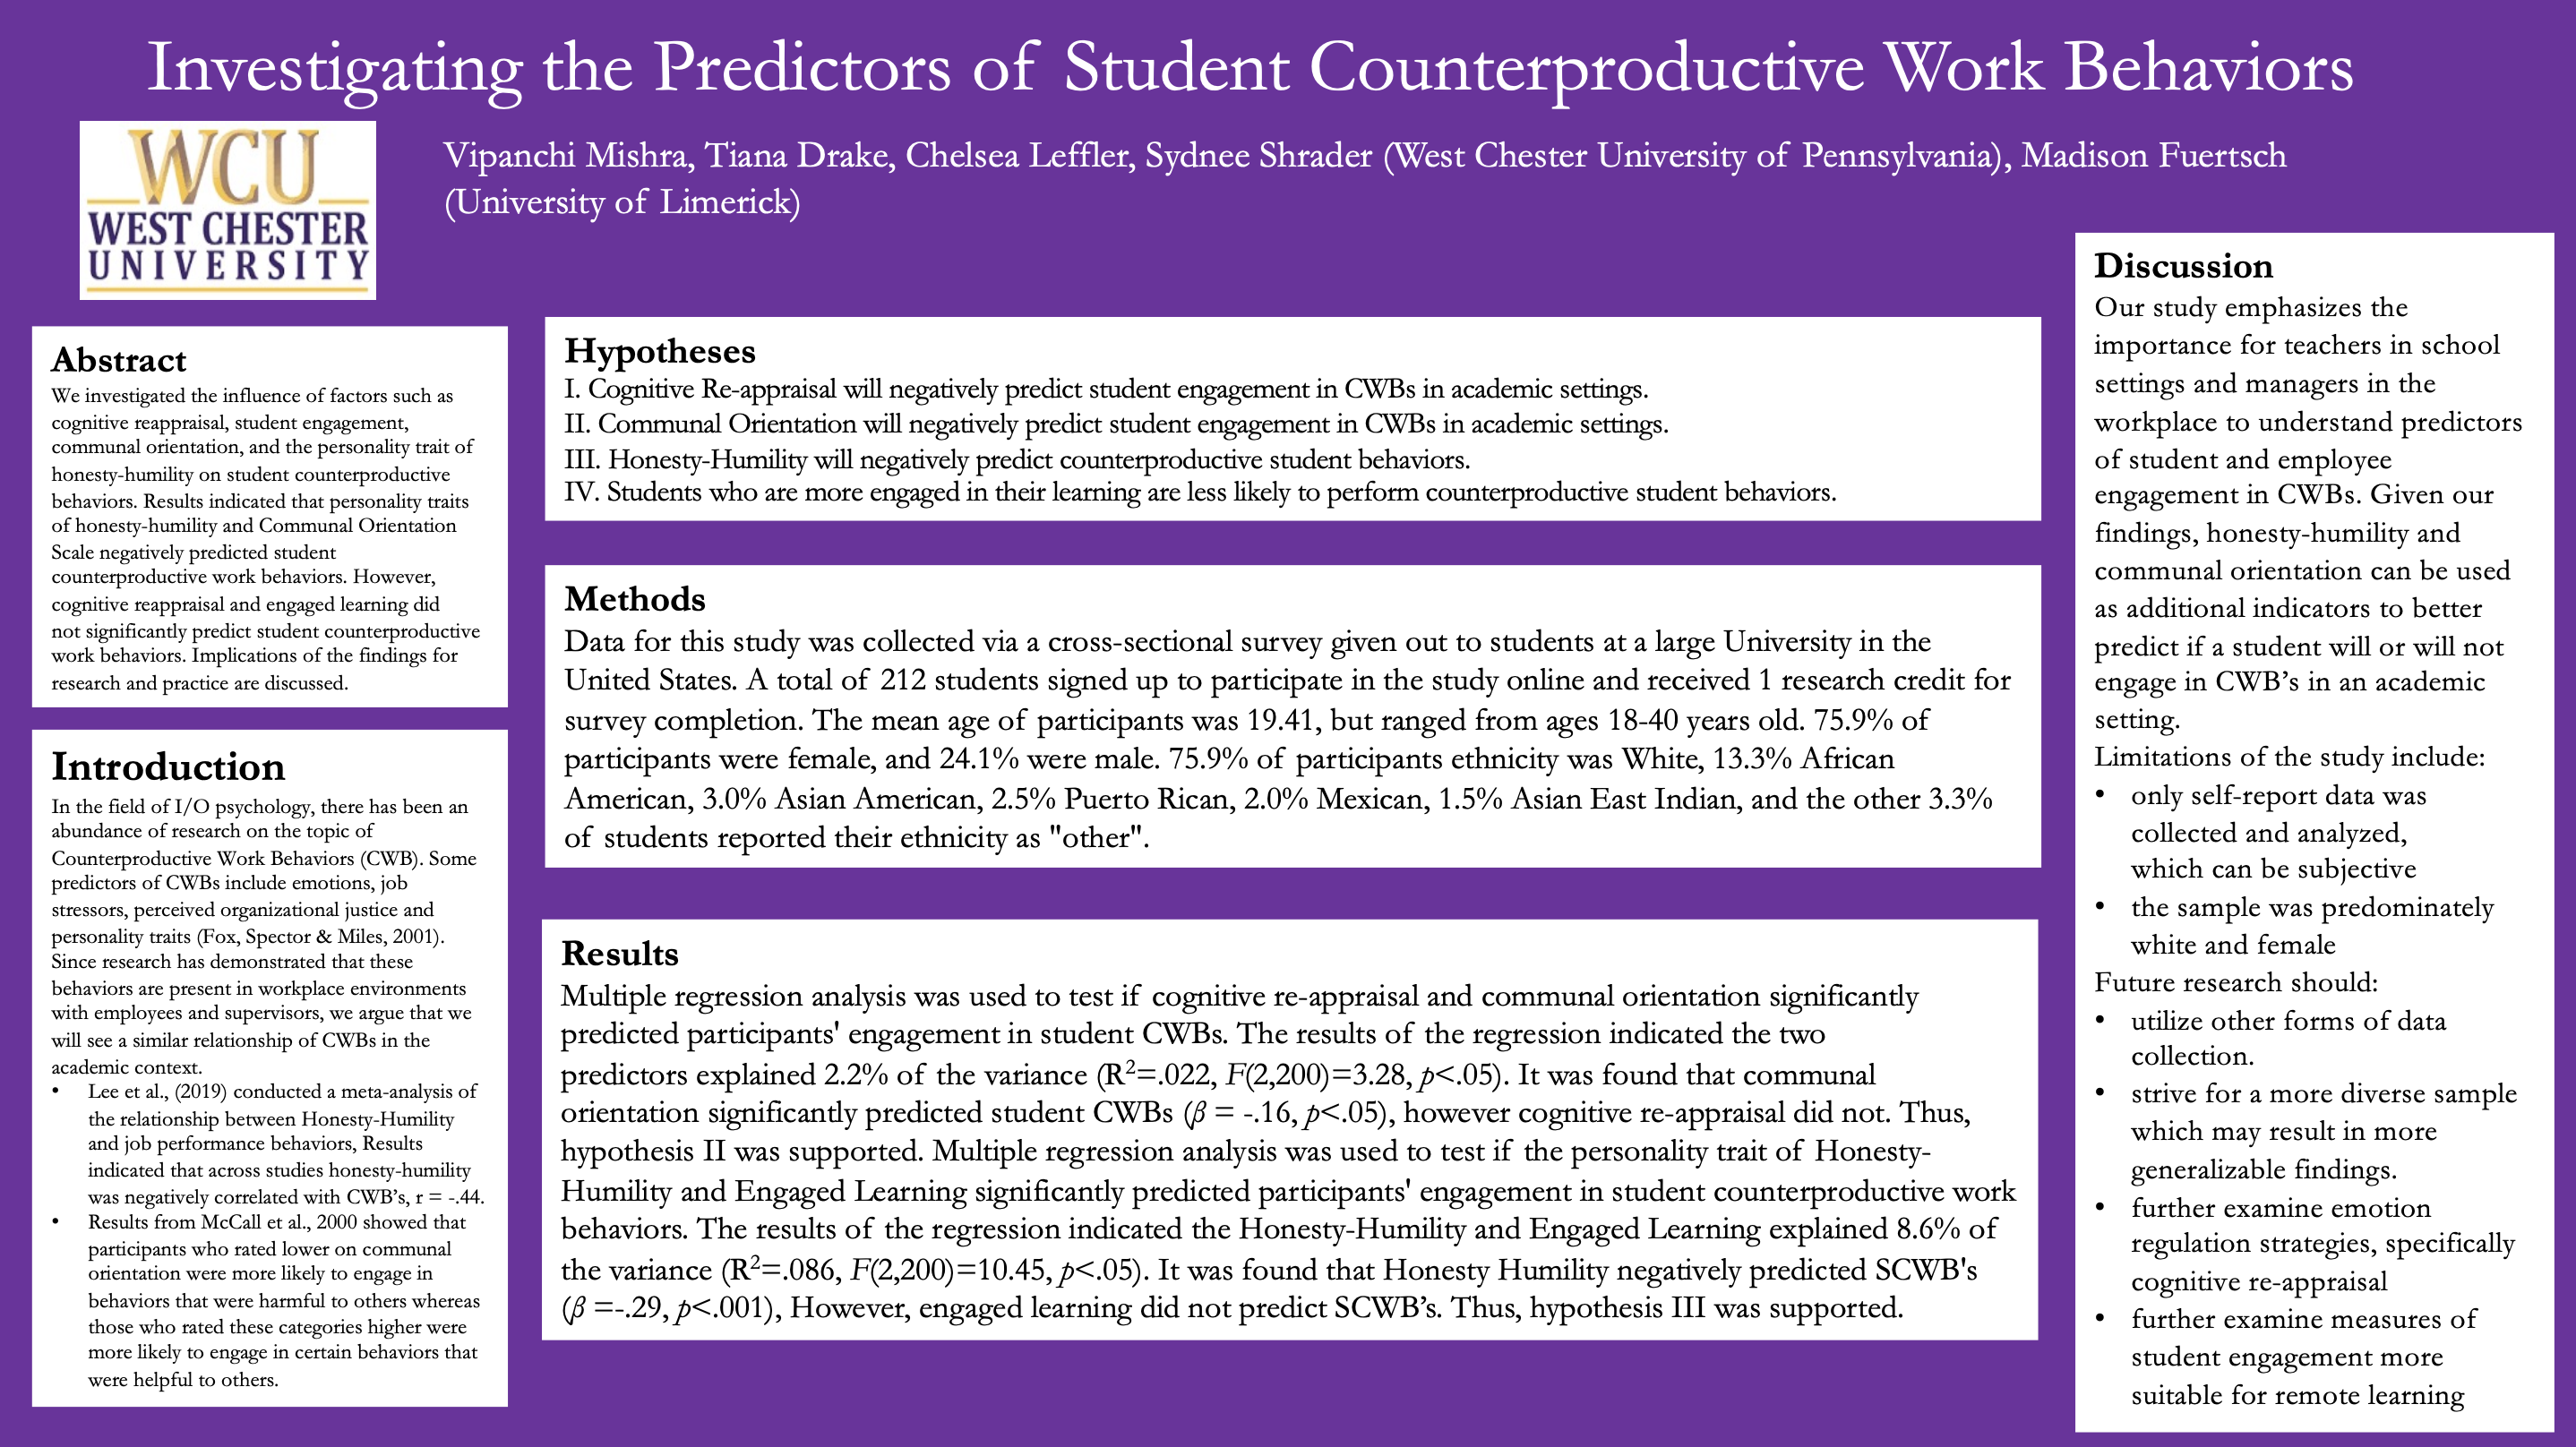 Investigating the Predictors of Student Counterproductive Work Behaviors
WCU
WEST CHESTER
UNIVERSITY
Vipanchi Mishra, Tiana Drake, Chelsea Leffler, Sydnee Shrader (West Chester University of Pennsylvania), Madison Fuertsch
(University of Limerick)
Abstract
We investigated the influence of factors such as
cognitive reappraisal, student engagement,
communal orientation, and the personality trait of
honesty-humility on student counterproductive
behaviors. Results indicated that personality traits
of honesty-humility and Communal Orientation
Scale negatively predicted student
counterproductive work behaviors. However,
cognitive reappraisal and engaged learning did
not significantly predict student counterproductive
work behaviors. Implications of the findings for
research and practice are discussed.
Introduction
In the field of I/O psychology, there has been an
abundance of research on the topic of
Counterproductive Work Behaviors (CWB). Some
predictors of CWBs include emotions, job
stressors, perceived organizational justice and
personality traits (Fox, Spector & Miles, 2001).
Since research has demonstrated that these
behaviors are present in workplace environments
with employees and supervisors, we argue that we
will see a similar relationship of CWBs in the
academic context.
• Lee et al., (2019) conducted a meta-analysis of
the relationship between Honesty-Humility
and job performance behaviors, Results
indicated that across studies honesty-humility
was negatively correlated with CWB’s, r = -.44.
• Results from McCall et al., 2000 showed that
participants who rated lower on communal
orientation were more likely to engage in
behaviors that were harmful to others whereas
those who rated these categories higher were
more likely to engage in certain behaviors that
were helpful to others.
Hypotheses
I. Cognitive Re-appraisal will negatively predict student engagement in CWBs in academic settings.
II. Communal Orientation will negatively predict student engagement in CWBs in academic settings.
III. Honesty-Humility will negatively predict counterproductive student behaviors.
IV. Students who are more engaged in their learning are less likely to perform counterproductive student behaviors.
Methods
Data for this study was collected via a cross-sectional survey given out to students at a large University in the
United States. A total of 212 students signed up to participate in the study online and received 1 research credit for
survey completion. The mean age of participants was 19.41, but ranged from ages 18-40 years old. 75.9% of
participants were female, and 24.1% were male. 75.9% of participants ethnicity was White, 13.3% African
American, 3.0% Asian American, 2.5% Puerto Rican, 2.0% Mexican, 1.5% Asian East Indian, and the other 3.3%
of students reported their ethnicity as "other".
Results
Multiple regression analysis was used to test if cognitive re-appraisal and communal orientation significantly
predicted participants' engagement in student CWBs. The results of the regression indicated the two
predictors explained 2.2% of the variance (R²=.022, F(2,200)=3.28, p<.05). It was found that communal
orientation significantly predicted student CWBs (β = -.16, p<.05), however cognitive re-appraisal did not. Thus,
hypothesis II was supported. Multiple regression analysis was used to test if the personality trait of Honesty-
Humility and Engaged Learning significantly predicted participants' engagement in student counterproductive work
behaviors. The results of the regression indicated the Honesty-Humility and Engaged Learning explained 8.6% of
the variance (R²=.086, F(2,200)=10.45, p<.05). It was found that Honesty Humility negatively predicted SCWB's
(β =-.29, p<.001), However, engaged learning did not predict SCWB’s. Thus, hypothesis III was supported.
Discussion
Our study emphasizes the
importance for teachers in school
settings and managers in the
workplace to understand predictors
of student and employee
engagement in CWBs. Given our
findings, honesty-humility and
communal orientation can be used
as additional indicators to better
predict if a student will or will not
engage in CWB’s in an academic
setting.
Limitations of the study include:
• only self-report data was
collected and analyzed,
which can be subjective
• the sample was predominately
white and female
Future research should:
• utilize other forms of data
collection.
• strive for a more diverse sample
which may result in more
generalizable findings.
• further examine emotion
regulation strategies, specifically
cognitive re-appraisal
• further examine measures of
student engagement more
suitable for remote learning